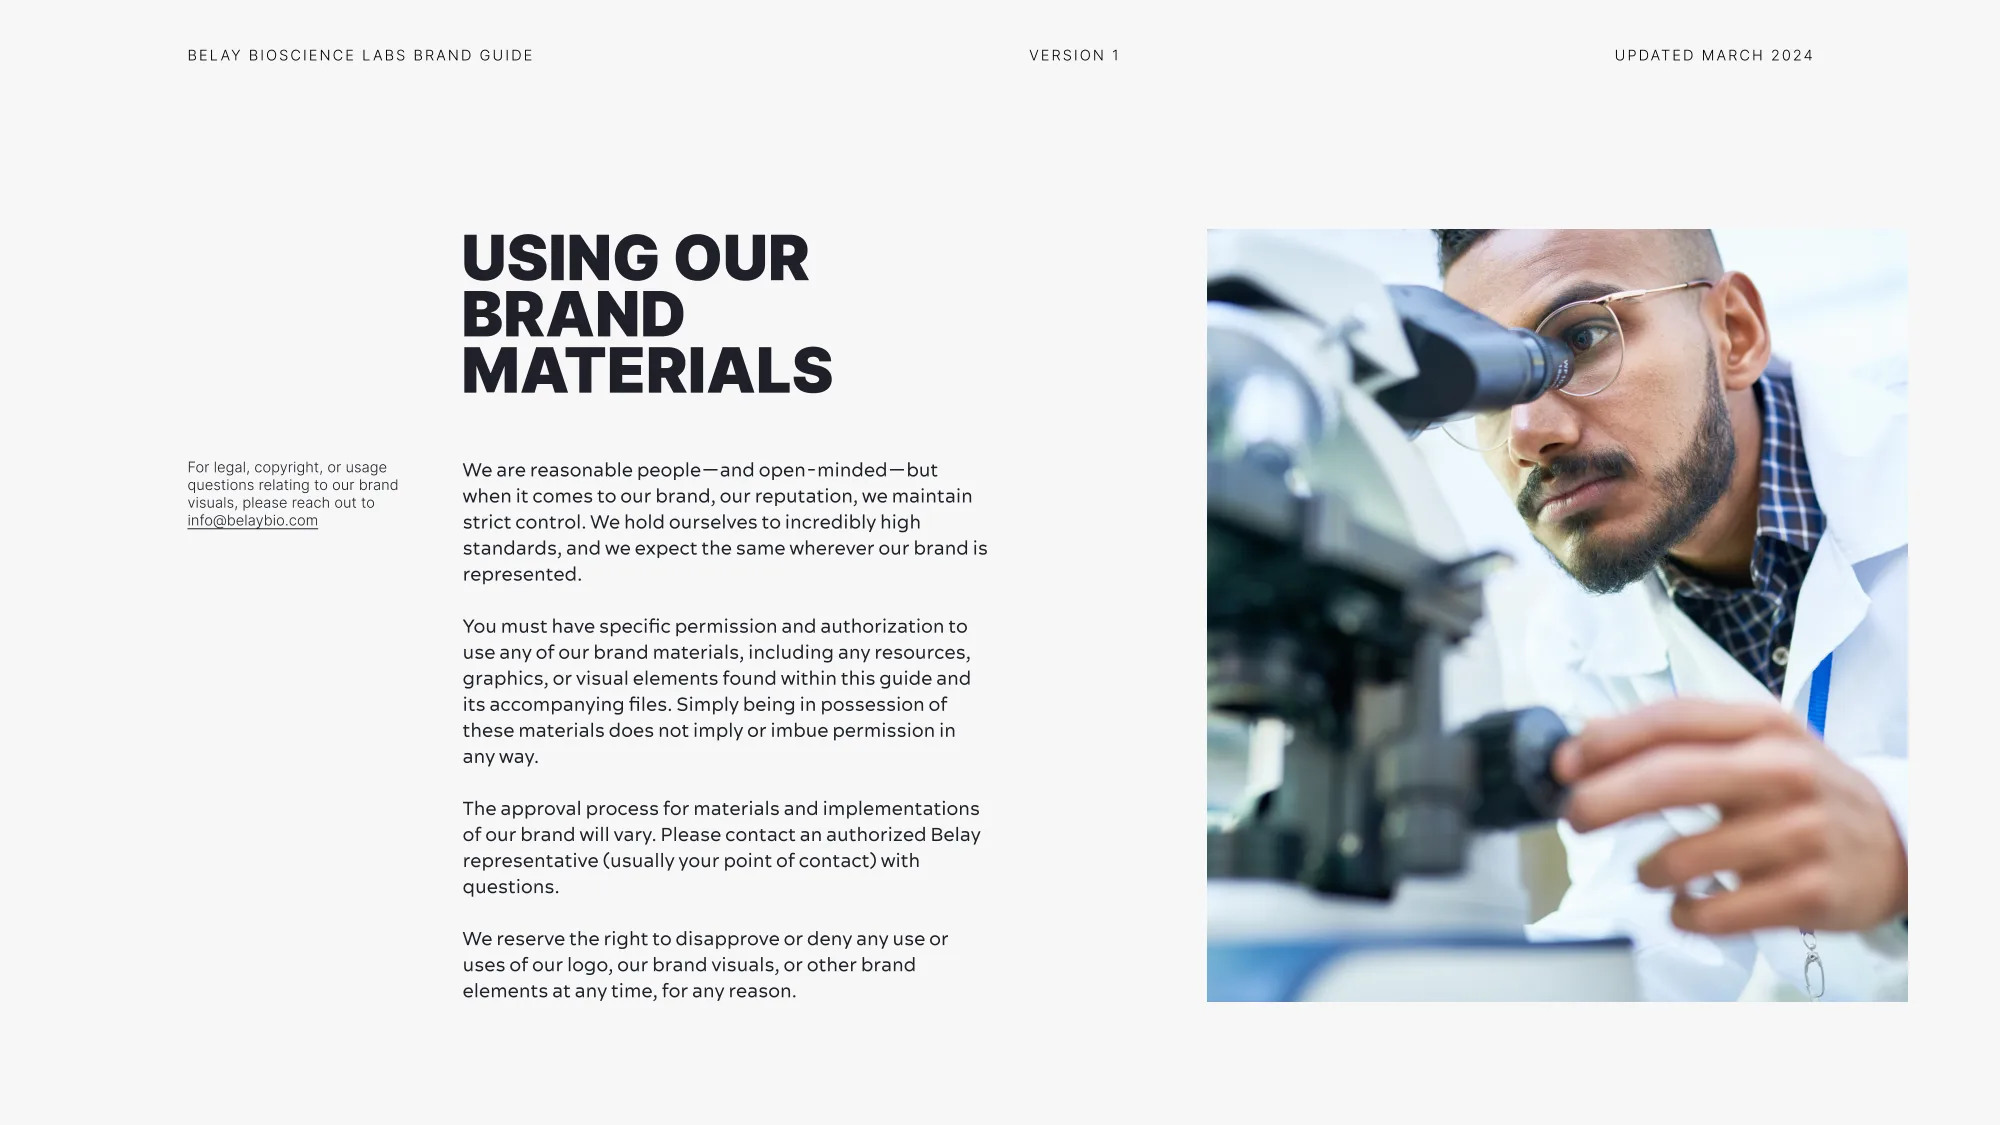 BELAY BIOSCIENCE LABS BRAND GUIDE
VERSION 1
UPDATED MARCH 2024
USING OUR
BRAND
MATERIALS
For legal, copyright, or usage
questions relating to our brand
visuals, please reach out to
info@belaybio.com
We are reasonable people—and open-minded—but
when it comes to our brand, our reputation, we maintain
strict control. We hold ourselves to incredibly high
standards, and we expect the same wherever our brand is
represented.
You must have specific permission and authorization to
use any of our brand materials, including any resources,
graphics, or visual elements found within this guide and
its accompanying files. Simply being in possession of
these materials does not imply or imbue permission in
any way.
The approval process for materials and implementations
of our brand will vary. Please contact an authorized Belay
representative (usually your point of contact) with
questions.
We reserve the right to disapprove or deny any use or
uses of our logo, our brand visuals, or other brand
elements at any time, for any reason.